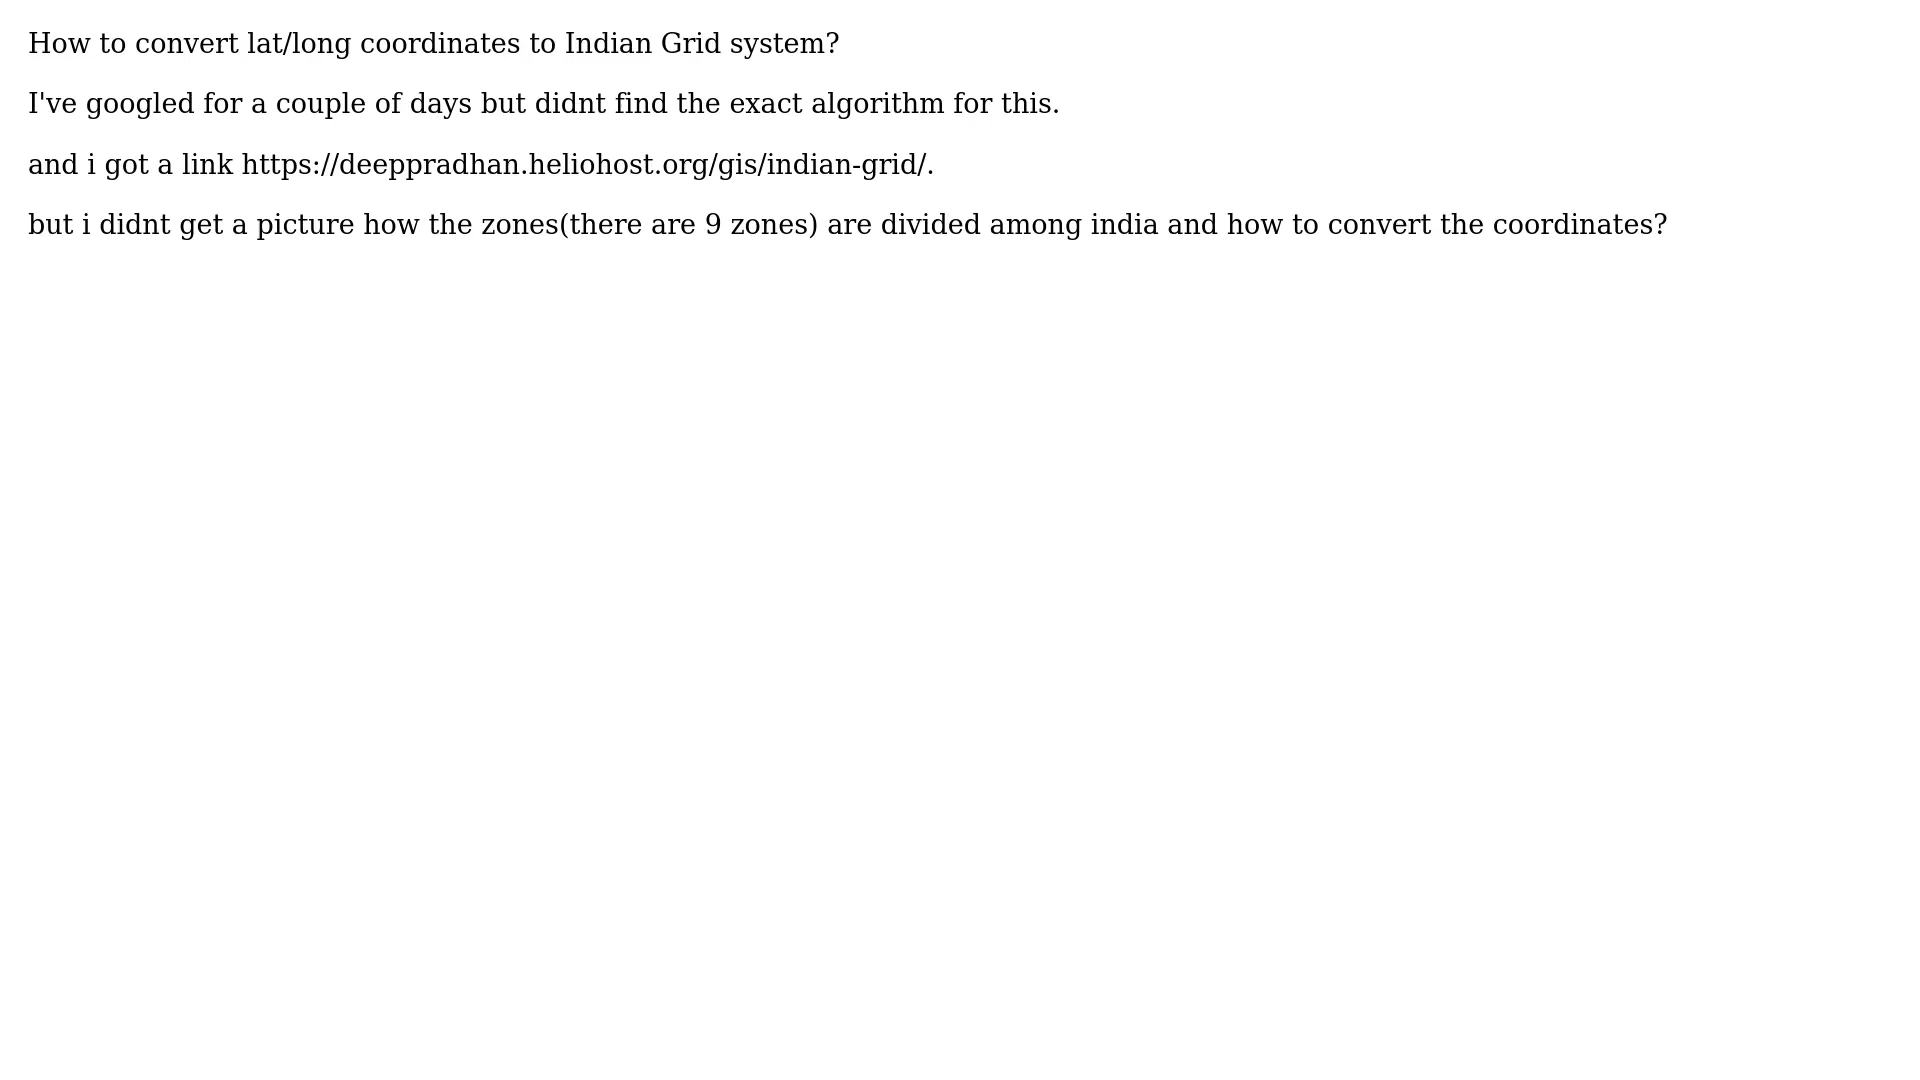 How to convert lat/long coordinates to Indian Grid system?
I've googled for a couple of days but didnt find the exact algorithm for this.
and i got a link https://deeppradhan.heliohost.org/gis/indian-grid/.
but i didnt get a picture how the zones(there are 9 zones) are divided among india and how to convert the coordinates?